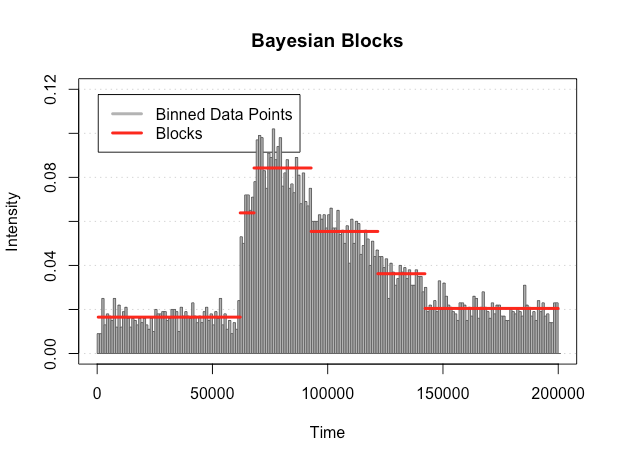 Bayesian Blocks
Binned Data Points
Blocks
Intensity
0.12
0.08
0.04
0.00
0
50000
100000
150000
200000
Time